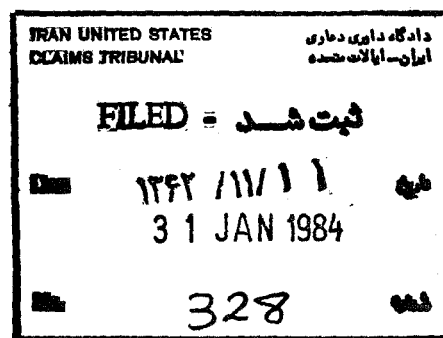 IRAN UNITED STATES دادگاه داوری دعاوی
CLAIMS TRIBUNAL ایران-ایالات متحده
FILED - ثبت شد
۱۳۶۲ /۱۱/ ۱۱
31 JAN 1984
328